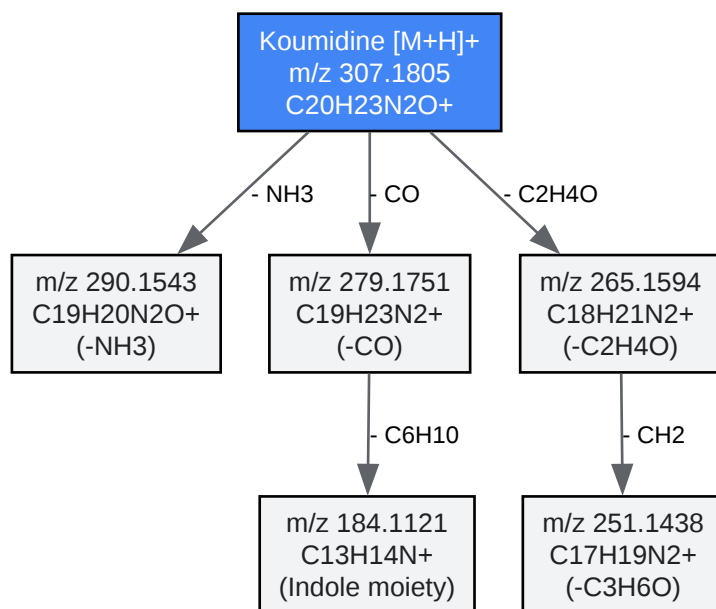 Koumidine [M+H]+
m/z 307.1805
C20H23N2O+
- NH3
- CO
- C2H4O
m/z 290.1543
C19H20N2O+
(-NH3)
m/z 279.1751
C19H23N2+
(-CO)
m/z 265.1594
C18H21N2+
(-C2H4O)
- C6H10
- CH2
m/z 184.1121
C13H14N+
(Indole moiety)
m/z 251.1438
C17H19N2+
(-C3H6O)